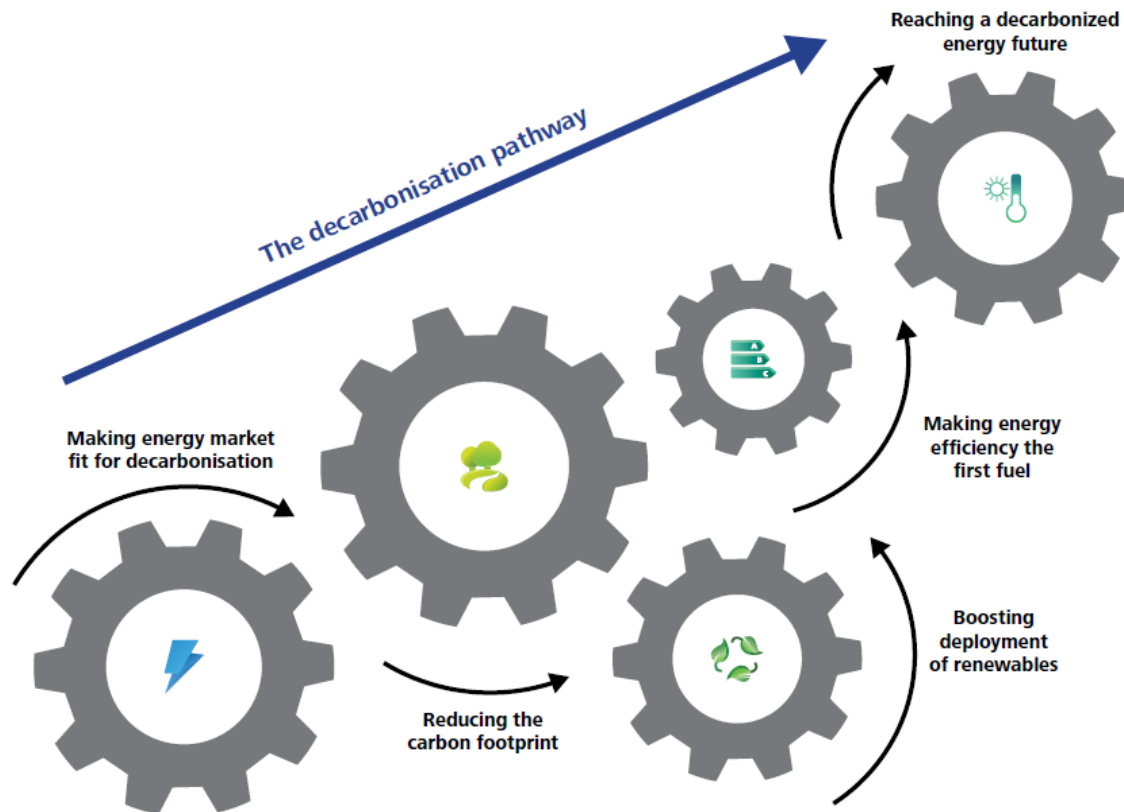 Reaching a decarbonized
energy future
The decarbonisation pathway
A
B
C
Making energy market
fit for decarbonisation
Making energy
efficiency the
first fuel
Boosting
deployment
of renewables
Reducing the
carbon footprint